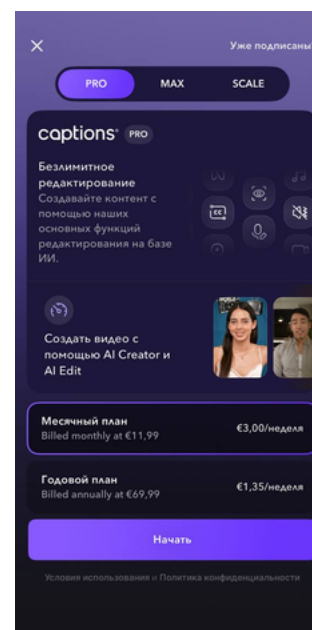 Уже подписаны
PRO
MAX
SCALE
captions PRO
Безлимитное
редактирование
Создавайте контент с
помощью наших
основных функций
редактирования на базе
ИИ.
CC
Создать видео с
помощью AI Creator и
AI Edit
Месячный план
Billed monthly at €11,99
€3,00/неделя
Годовой план
Billed annually at €69,99
€1,35/неделя
Начать
Условия использования и Политика конфиденциальности